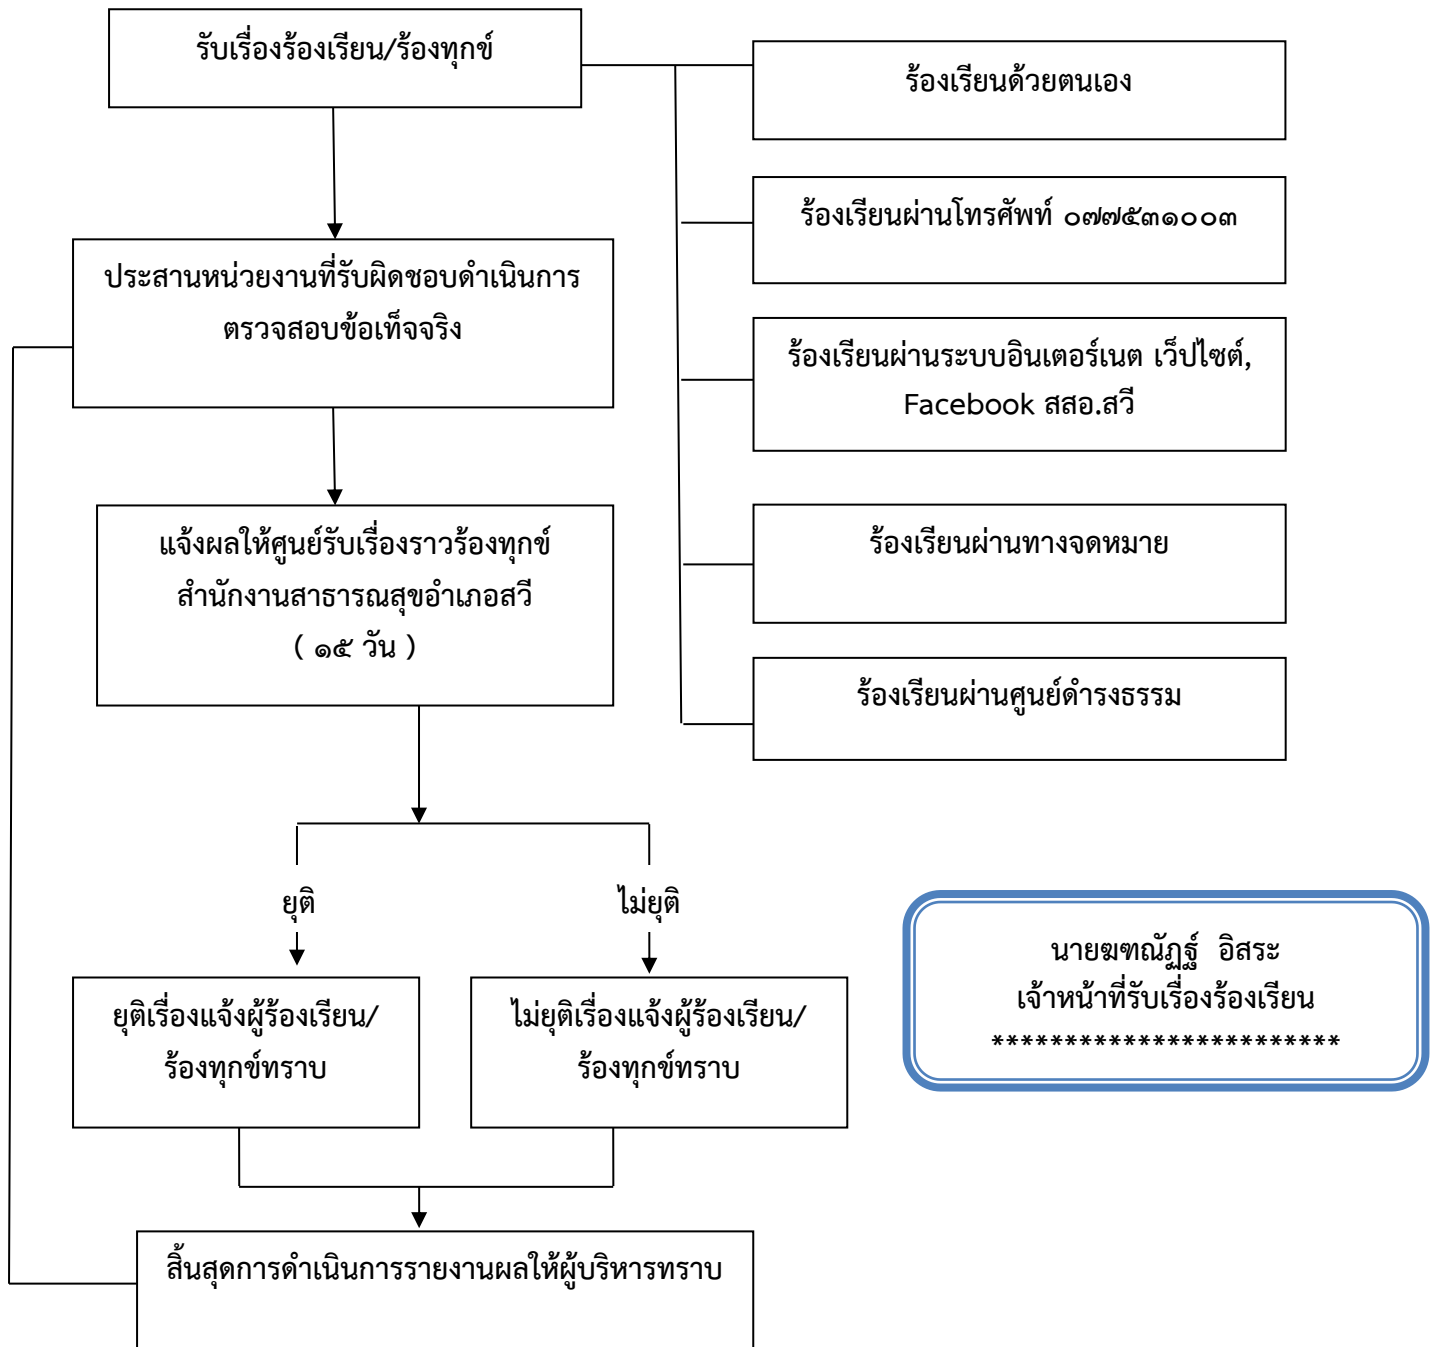 รับเรื่องร้องเรียน/ร้องทุกข์
ร้องเรียนด้วยตนเอง
ร้องเรียนผ่านโทรศัพท์ ๐๗๗๕๓๑๐๐๓
ประสานหน่วยงานที่รับผิดชอบดำเนินการ
ตรวจสอบข้อเท็จจริง
ร้องเรียนผ่านระบบอินเตอร์เนต เว็ปไซต์,
Facebook สสอ.สวี
แจ้งผลให้ศูนย์รับเรื่องราวร้องทุกข์
สำนักงานสาธารณสุขอำเภอสวี
( ๑๕ วัน )
ร้องเรียนผ่านทางจดหมาย
ร้องเรียนผ่านศูนย์ดำรงธรรม
ยุติ
ไม่ยุติ
ยุติเรื่องแจ้งผู้ร้องเรียน/
ร้องทุกข์ทราบ
ไม่ยุติเรื่องแจ้งผู้ร้องเรียน/
ร้องทุกข์ทราบ
นายฆฑณัฏฐ์ อิสระ
เจ้าหน้าที่รับเรื่องร้องเรียน
************************
สิ้นสุดการดำเนินการรายงานผลให้ผู้บริหารทราบ